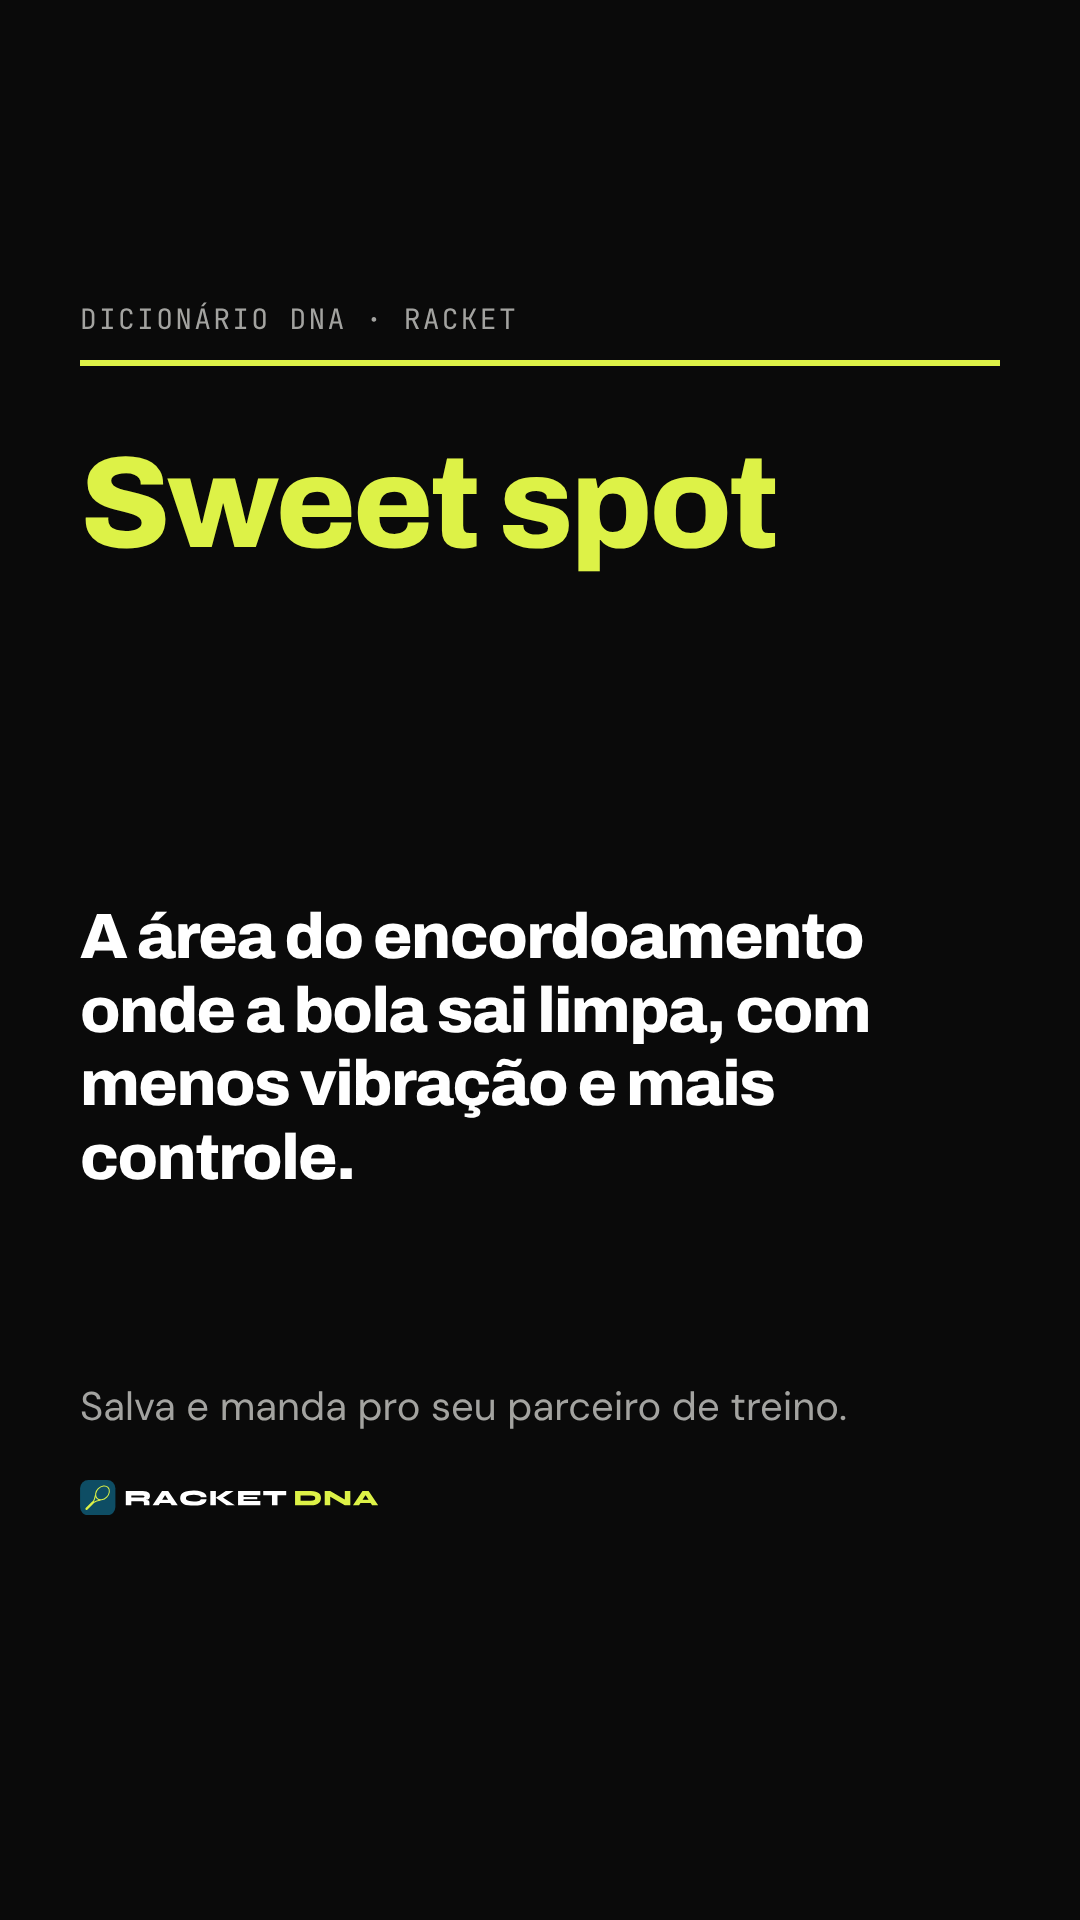 DICIONÁRIO DNA · RACKET
Sweet spot
A área do encordoamento
onde a bola sai limpa, com
menos vibração e mais
controle.
Salva e manda pro seu parceiro de treino.
RACKET DNA